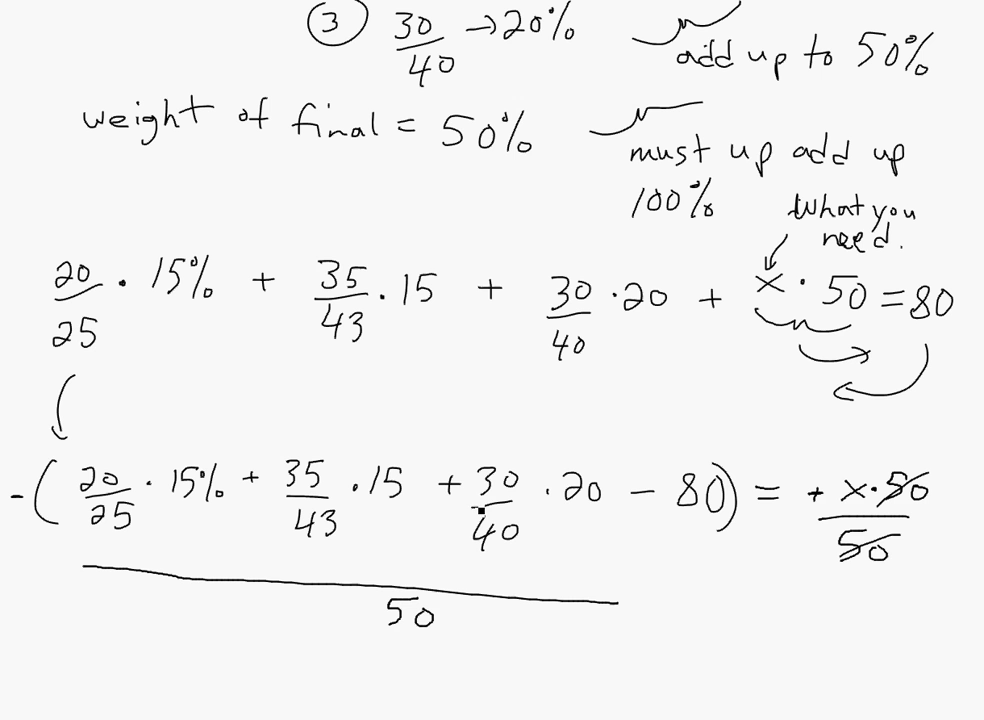 ③ 30/40 → 20% add up to 50%
weight of final = 50% must up add up
100%
What you
need.
20/25 · 15% + 35/43 · 15 + 30/40 · 20 + x · 50 = 80
-( 20/25 · 15% + 35/43 · 15 + 30/40 · 20 - 80) = + x · 50 / 50
50